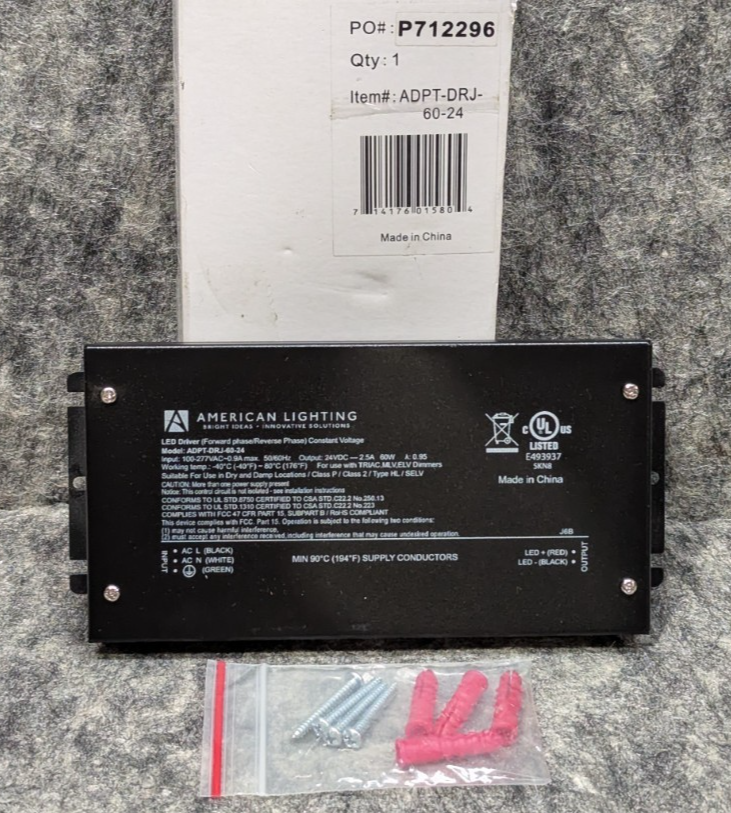 PO#: P712296
Qty: 1
Item#: ADPT-DRJ-
60-24
7 14176 01580 4
Made in China
AMERICAN LIGHTING
BRIGHT IDEAS • INNOVATIVE SOLUTIONS
LED Driver (Forward phase/Reverse Phase) Constant Voltage
Model: ADPT-DRJ-60-24
Input: 100-277VAC~0.9A max. 50/60Hz Output: 24VDC — 2.5A 60W λ: 0.95
Working temp.: -40°C (-40°F) ~ 80°C (176°F) For use with TRIAC,MLV,ELV Dimmers
Suitable For Use in Dry and Damp Locations / Class P / Class 2 / Type HL / SELV
CAUTION: More than one power supply present
Notice: This control circuit is not isolated - see installation instructions
CONFORMS TO UL STD 8750 CERTIFIED TO CSA STD.C22.2 No.250.13
CONFORMS TO UL STD 1310 CERTIFIED TO CSA STD.C22.2 No.223
COMPLIES WITH FCC 47 CFR PART 15, SUBPART B / RoHS COMPLIANT
This device complies with FCC. Part 15. Operation is subject to the following two conditions:
(1) may not cause harmful interference.
(2) must accept any interference received,including interference that may cause undesired operation.
C UL US
LISTED
E493937
5KN8
Made in China
J6B
INPUT
• AC L (BLACK)
• AC N (WHITE)
• (GREEN)
MIN 90°C (194°F) SUPPLY CONDUCTORS
LED + (RED) •
LED - (BLACK) •
OUTPUT